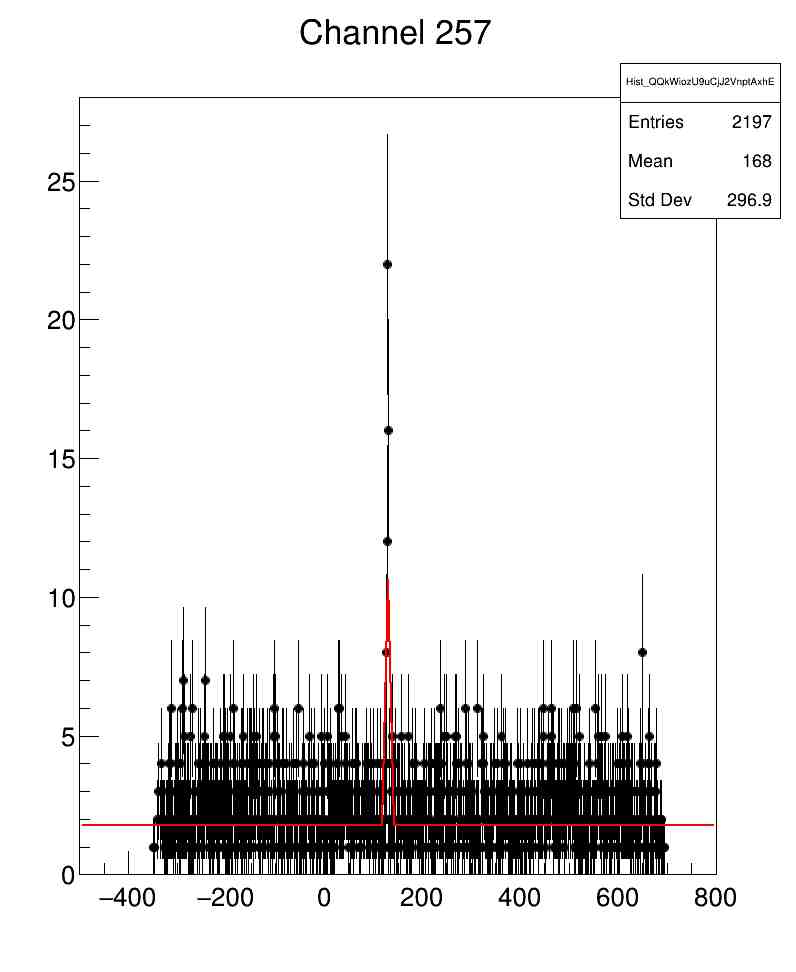 Channel 257
Hist_QQkWiozU9uCjJ2VnptAxhE
Entries 2197
Mean 168
Std Dev 296.9
25
20
15
10
5
0
−400 −200 0 200 400 600 800